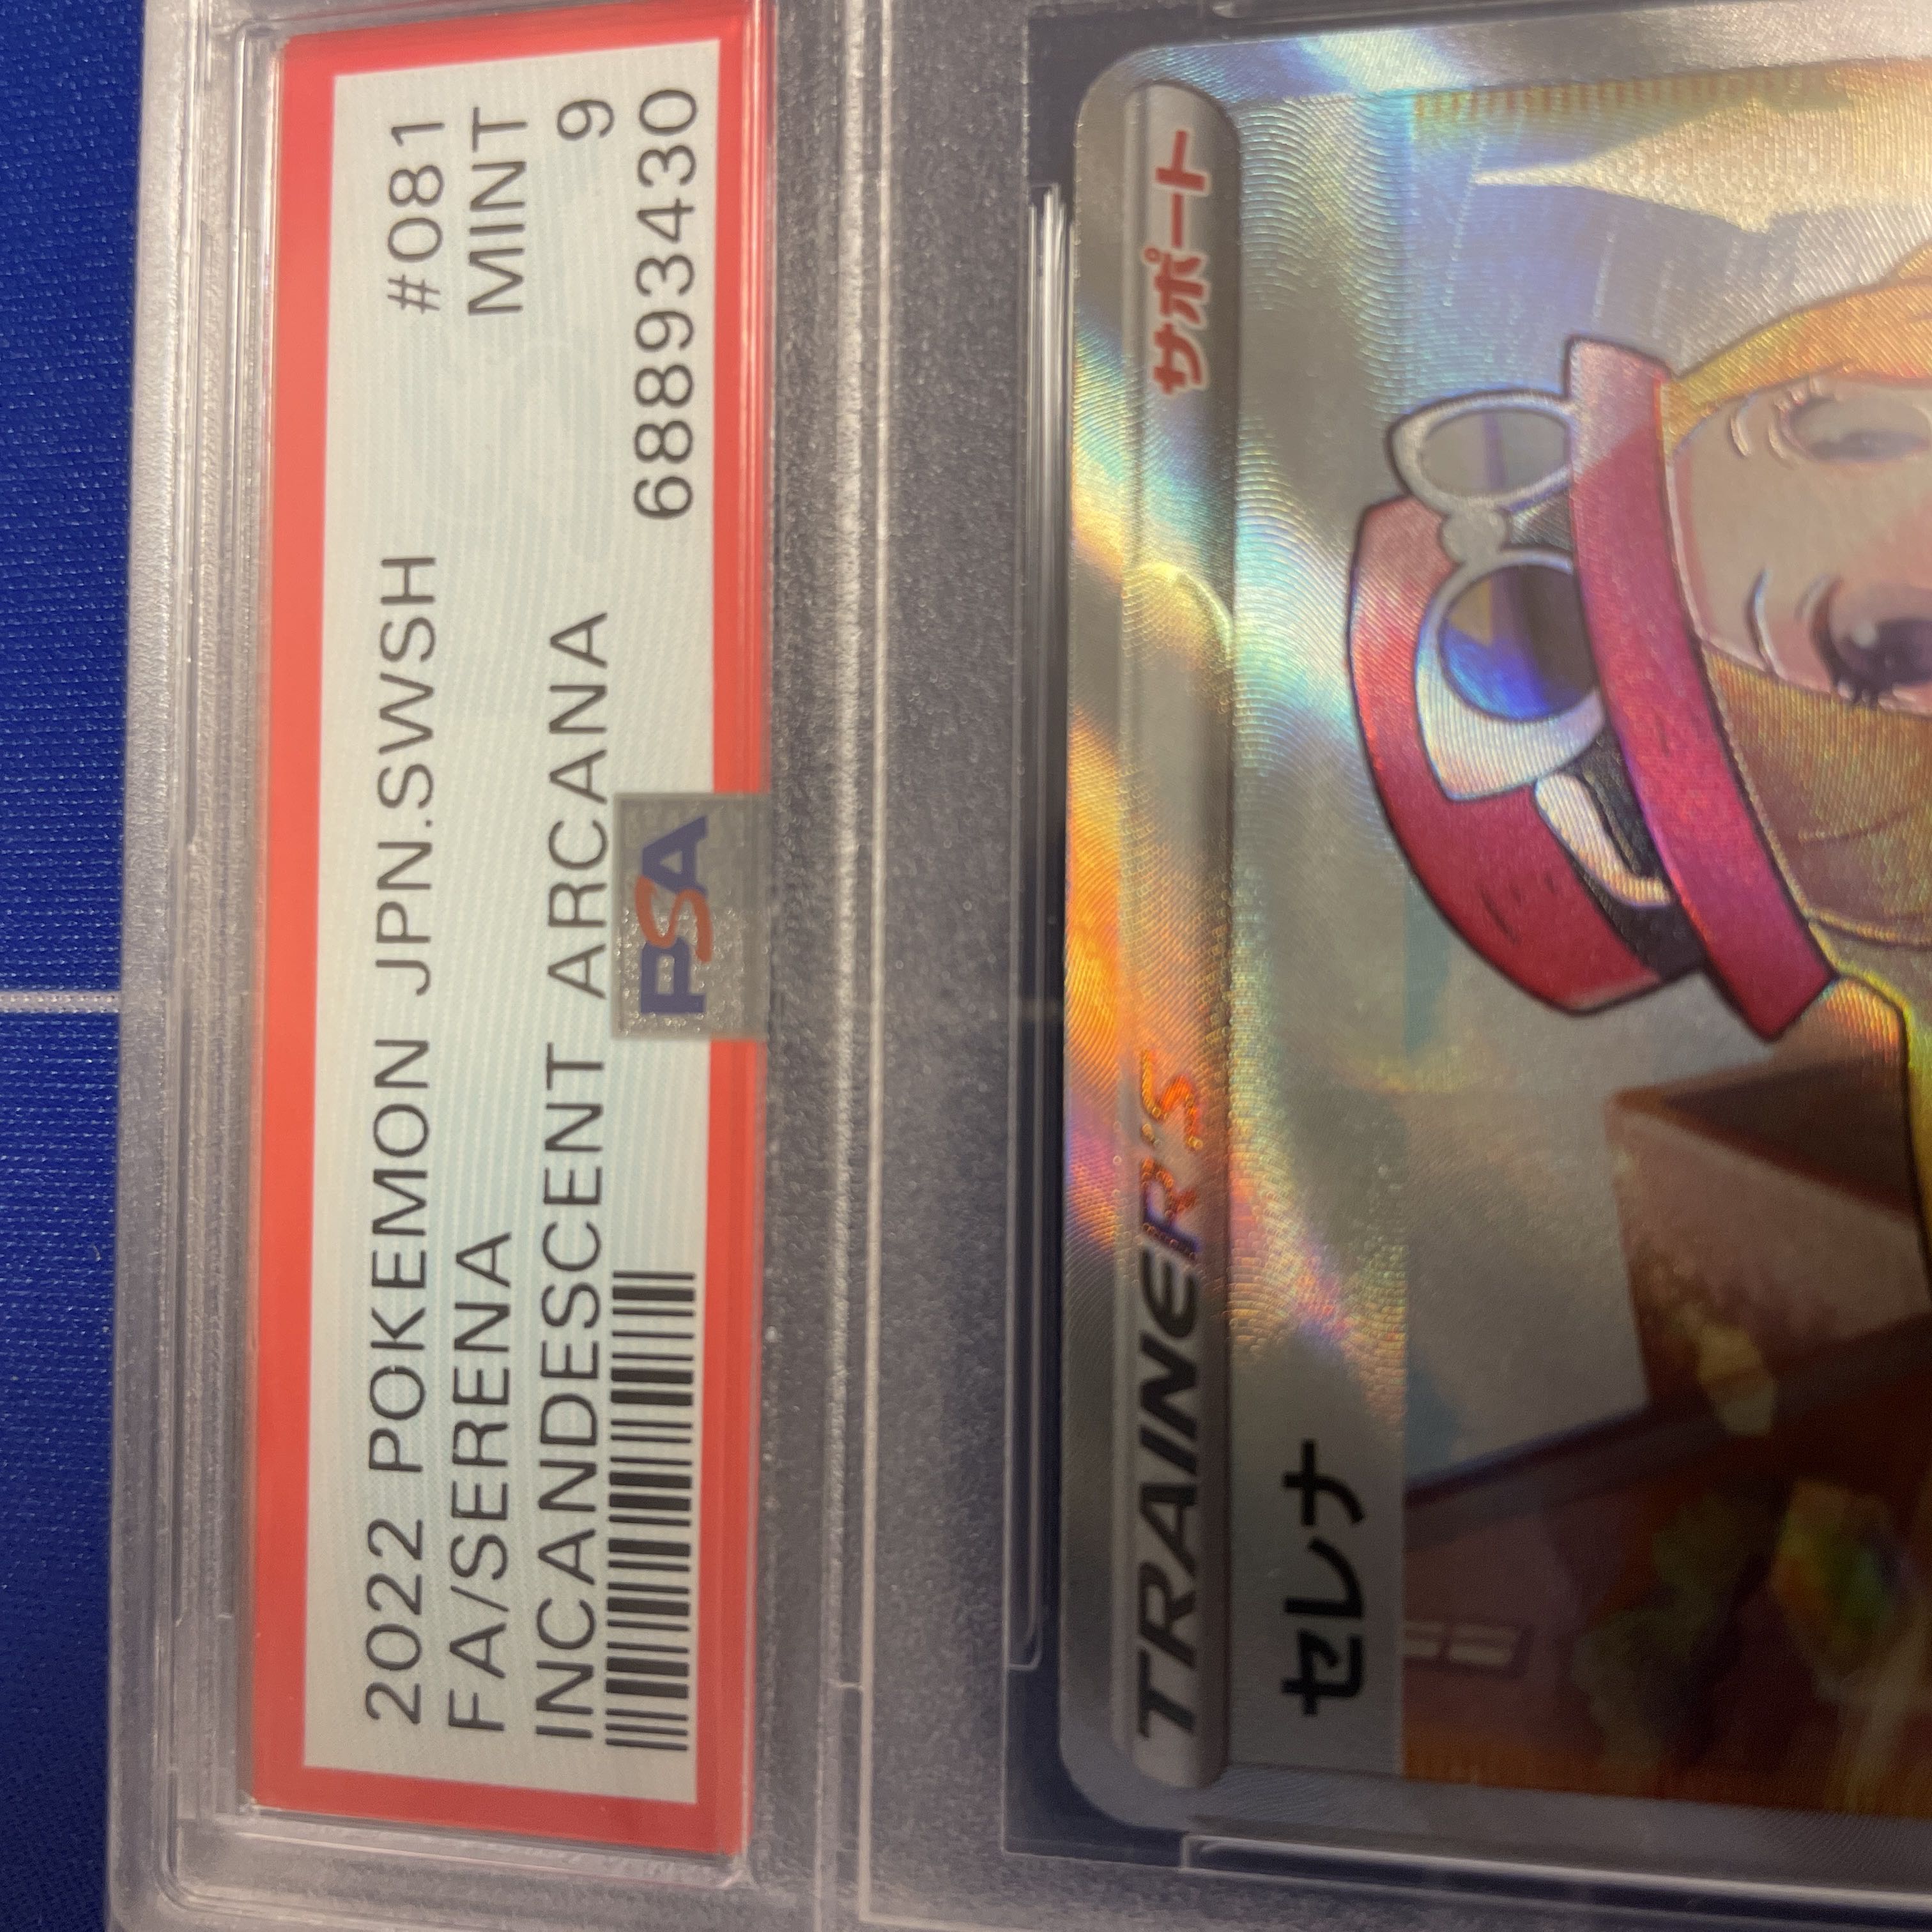 2022 POKEMON JPN.SWSH #081
FA/SERENA MINT
INCANDESCENT ARCANA 9
68893430
PSA
TRAINER'S サポート
セレナ